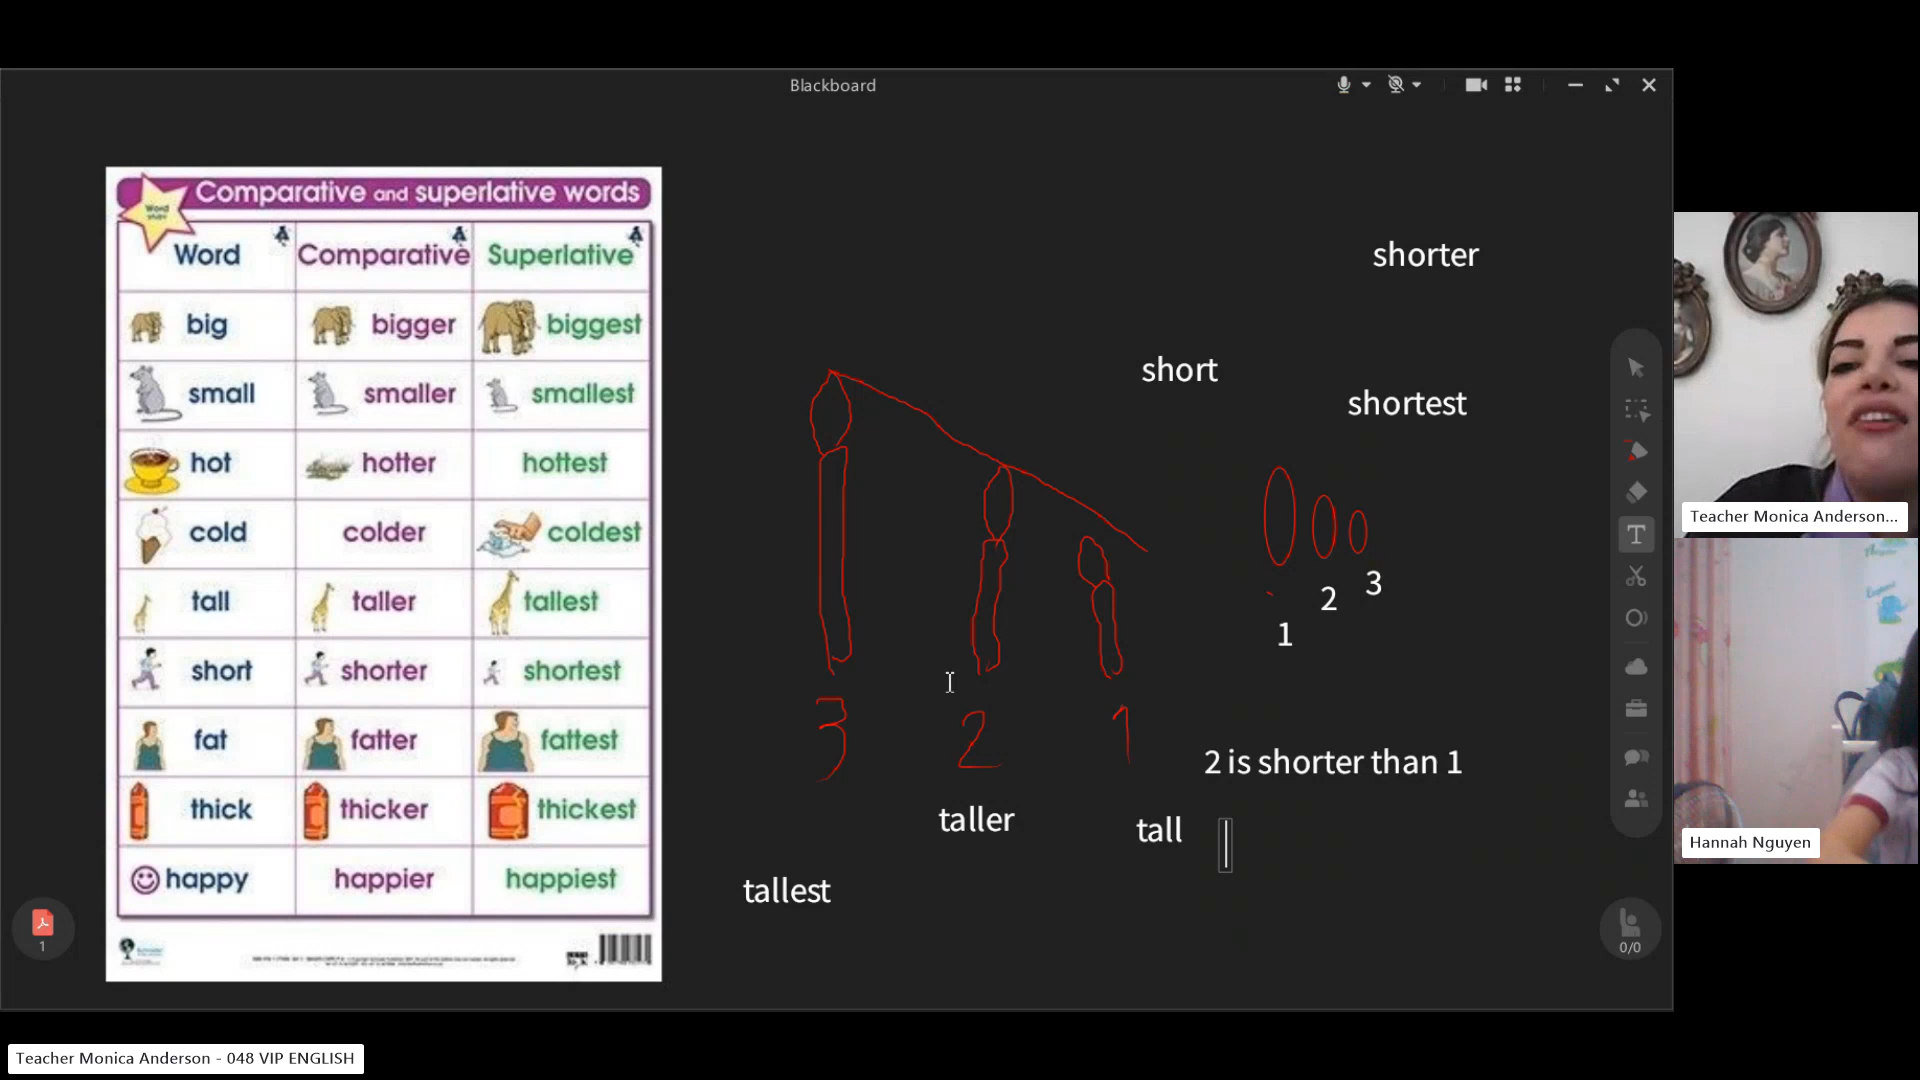 Blackboard
Comparative and superlative words
Word
Word Comparative Superlative
big bigger biggest
small smaller smallest
hot hotter hottest
cold colder coldest
tall taller tallest
short shorter shortest
fat fatter fattest
thick thicker thickest
happy happier happiest
shorter
short
shortest
1
2
3
3 2 1
2 is shorter than 1
taller
tall
tallest
1
0/0
Teacher Monica Anderson...
Hannah Nguyen
Teacher Monica Anderson - 048 VIP ENGLISH